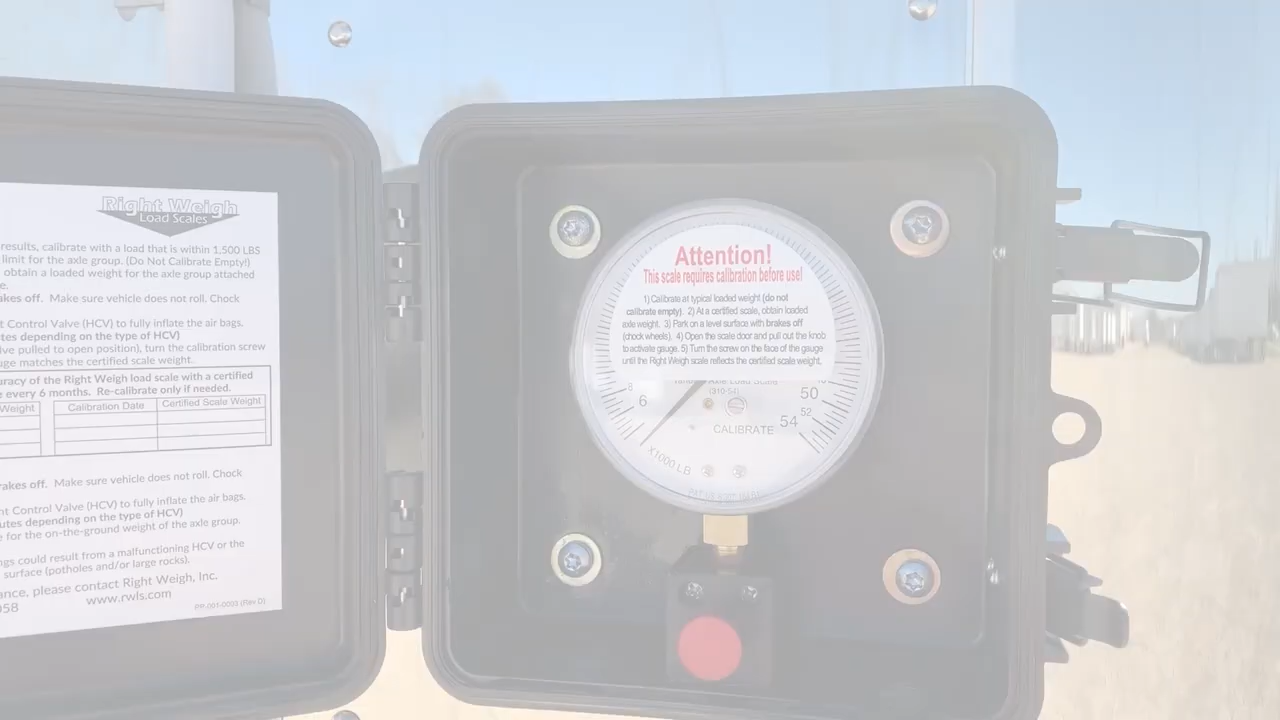 Right Weigh
Load Scales
results, calibrate with a load that is within 1,500 LBS
limit for the axle group. (Do Not Calibrate Empty!)
obtain a loaded weight for the axle group attached
e.
akes off. Make sure vehicle does not roll. Chock
t Control Valve (HCV) to fully inflate the air bags.
utes depending on the type of HCV)
lve pulled to open position), turn the calibration screw
uge matches the certified scale weight.
uracy of the Right Weigh load scale with a certified
e every 6 months. Re-calibrate only if needed.
Weight Calibration Date Certified Scale Weight
rakes off. Make sure vehicle does not roll. Chock
nt Control Valve (HCV) to fully inflate the air bags.
utes depending on the type of HCV)
e for the on-the-ground weight of the axle group.
ngs could result from a malfunctioning HCV or the
surface (potholes and/or large rocks).
ance, please contact Right Weigh, Inc.
058 www.rwls.com
PP-001-0003 (Rev D)
Attention!
This scale requires calibration before use!
1) Calibrate at typical loaded weight (do not
calibrate empty). 2) At a certified scale, obtain loaded
axle weight. 3) Park on a level surface with brakes off
(chock wheels). 4) Open the scale door and pull out the knob
to activate gauge. 5) Turn the screw on the face of the gauge
until the Right Weigh scale reflects the certified scale weight.
Axle Load Scale
(310-54)
8
6
50
52
54
CALIBRATE
X1000 LB